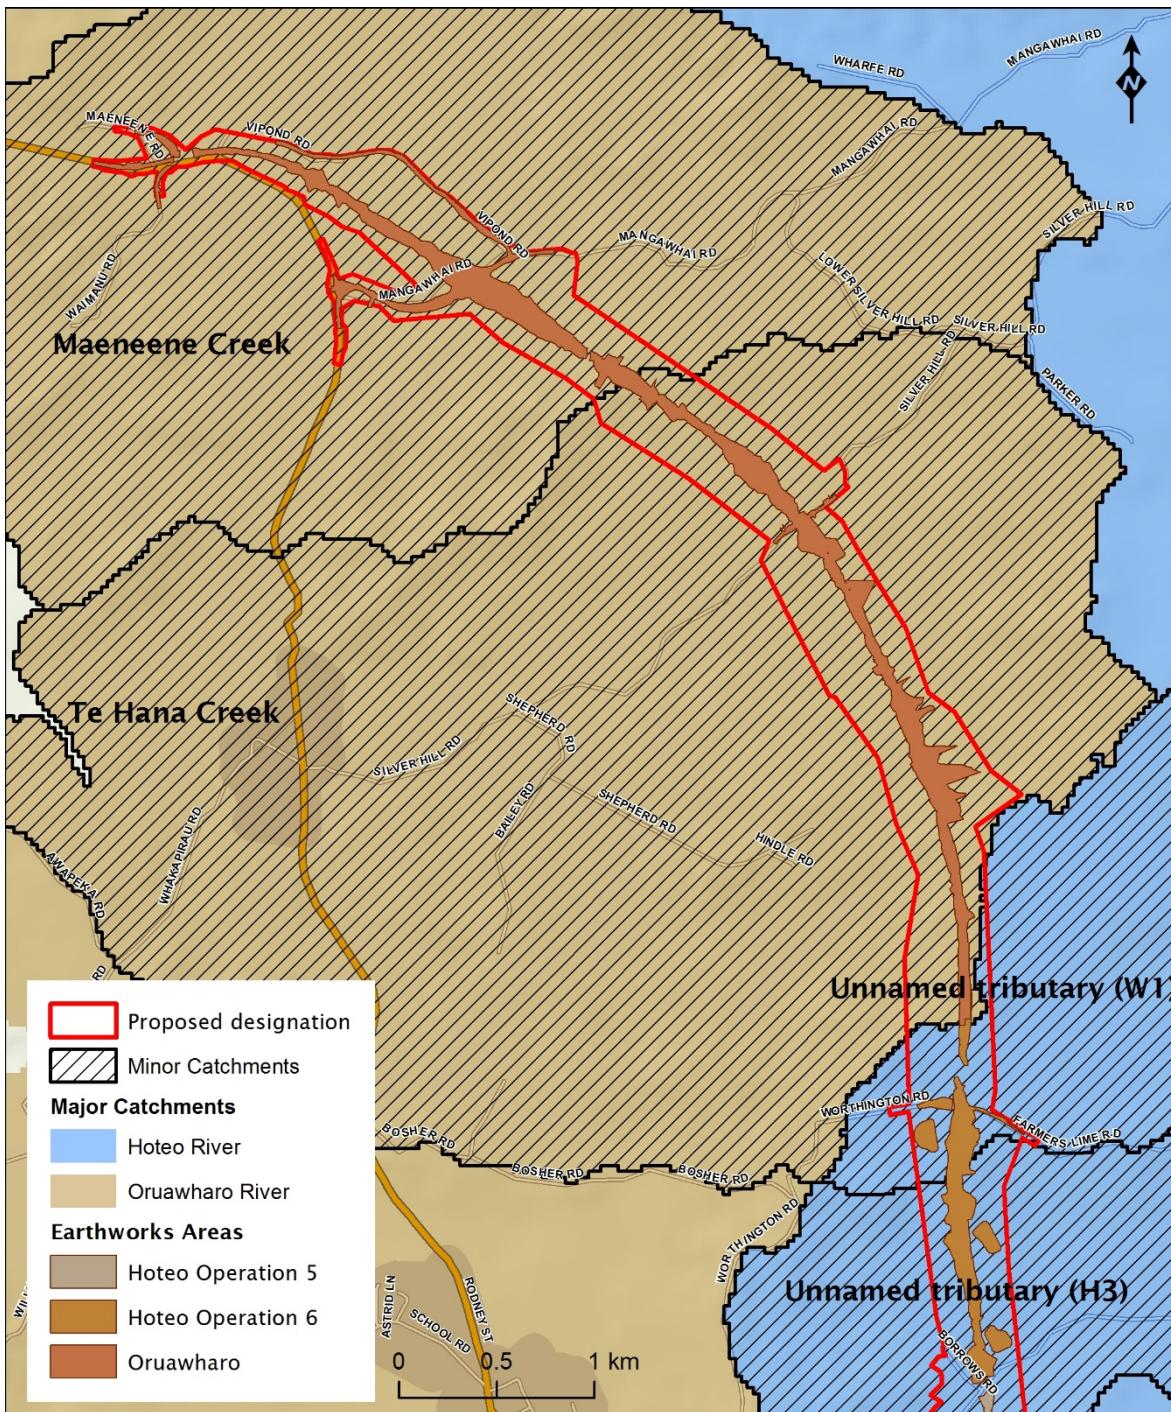 MANGAWHAI RD
WHARFE RD
N
MAENEENE RD
VIPOND RD
MANGAWHAI RD
SILVER HILL RD
VIPOND RD
MANGAWHAI RD
WAIMANU RD
MANGAWHAI RD
LOWER SILVER HILL RD
SILVER HILL RD
Maeneene Creek
SILVER HILL RD
PARKER RD
Te Hana Creek
SHEPHERD RD
SILVER HILL RD
BAILEY RD
SHEPHERD RD
HINDLE RD
WHAKAPIRAU RD
AWAPEKA RD
RD
Unnamed tributary (W1)
WORTHINGTON RD
FARMERS LIME RD
BOSHER RD
BOSHER RD
BOSHER RD
WORTHINGTON RD
Unnamed tributary (H3)
BORROWS RD
RODNEY ST
ASTRID LN
SCHOOL RD
Proposed designation
Minor Catchments
Major Catchments
Hoteo River
Oruawharo River
Earthworks Areas
Hoteo Operation 5
Hoteo Operation 6
Oruawharo
0 0.5 1 km